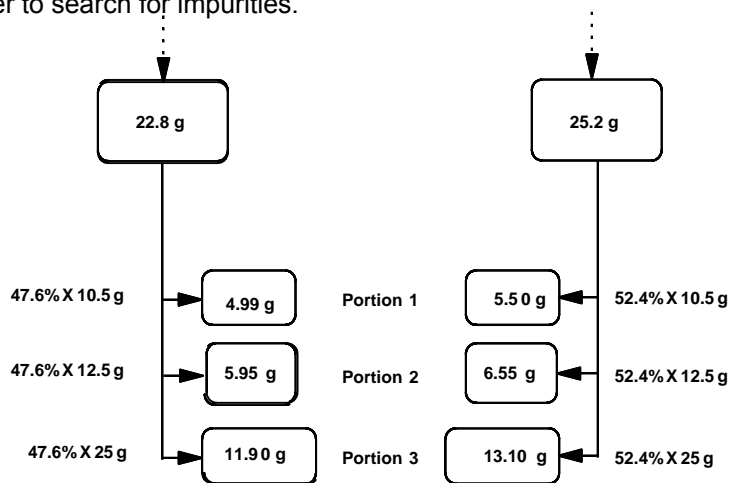 er to search for impurities.
22.8 g 25.2 g
47.6% X 10.5 g 4.99 g Portion 1 5.50 g 52.4% X 10.5 g
47.6% X 12.5 g 5.95 g Portion 2 6.55 g 52.4% X 12.5 g
47.6% X 25 g 11.90 g Portion 3 13.10 g 52.4% X 25 g